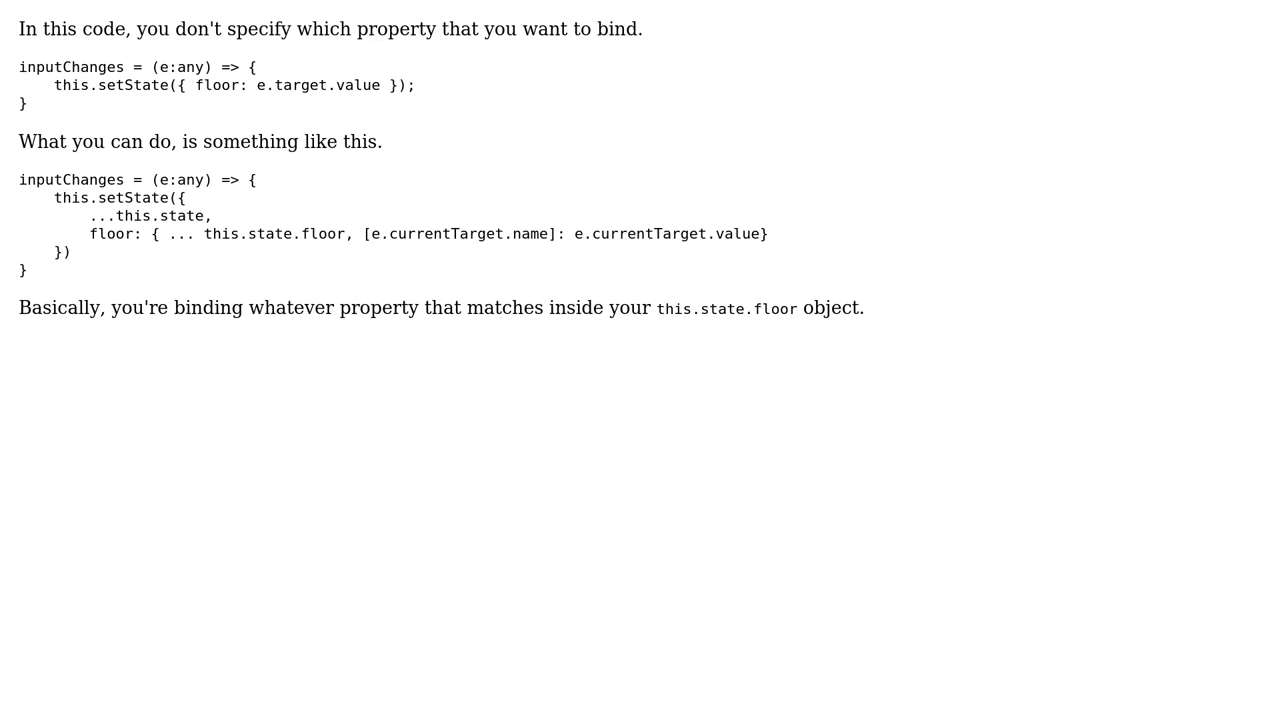 In this code, you don't specify which property that you want to bind.
inputChanges = (e:any) => {
    this.setState({ floor: e.target.value });
}
What you can do, is something like this.
inputChanges = (e:any) => {
    this.setState({
        ...this.state,
        floor: { ... this.state.floor, [e.currentTarget.name]: e.currentTarget.value}
    })
}
Basically, you're binding whatever property that matches inside your this.state.floor object.